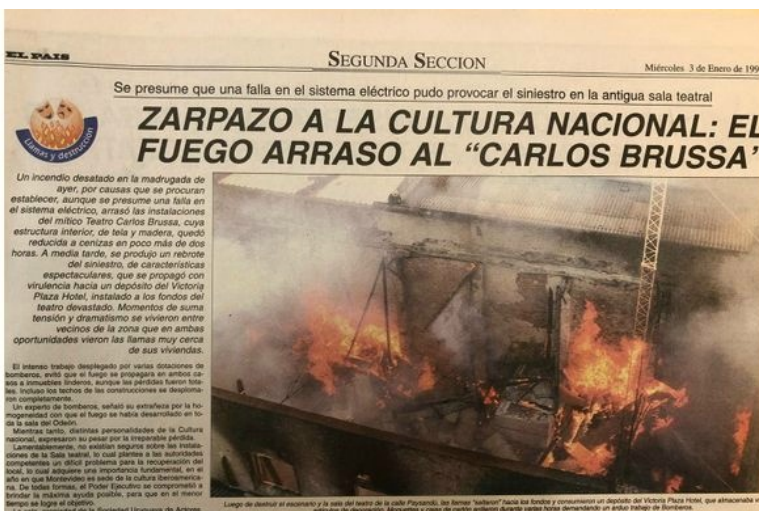 EL PAIS
SEGUNDA SECCION
Miércoles 3 de Enero de 199
Se presume que una falla en el sistema eléctrico pudo provocar el siniestro en la antigua sala teatral
Llamas y destrucción
ZARPAZO A LA CULTURA NACIONAL: EL
FUEGO ARRASO AL “CARLOS BRUSSA”
Un incendio desatado en la madrugada de
ayer, por causas que se procuran
establecer, aunque se presume una falla en
el sistema eléctrico, arrasó las instalaciones
del mítico Teatro Carlos Brussa, cuya
estructura interior, de tela y madera, quedó
reducida a cenizas en poco más de dos
horas. A media tarde, se produjo un rebrote
del siniestro, de características
espectaculares, que se propagó con
virulencia hacia un depósito del Victoria
Plaza Hotel, instalado a los fondos del
teatro devastado. Momentos de suma
tensión y dramatismo se vivieron entre
vecinos de la zona que en ambas
oportunidades vieron las llamas muy cerca
de sus viviendas.
El intenso trabajo desplegado por varias dotaciones de
bomberos, evitó que el fuego se propagara en ambos ca-
sos a inmuebles linderos, aunque las pérdidas fueron tota-
les, incluso los techos de las construcciones se desploma-
ron completamente.
Un experto de bomberos, señaló su extrañeza por la ho-
mogeneidad con que el fuego se había desarrollado en to-
da la sala del Odeón.
Mientras tanto, distintas personalidades de la Cultura
nacional, expresaron su pesar por la irreparable pérdida.
Lamentablemente, no existían seguros sobre las instala-
ciones de la Sala teatral, lo cual plantea a las autoridades
competentes un difícil problema para la recuperación del
local, lo cual adquiere una importancia fundamental, en el
año en que Montevideo es sede de la cultura iberoamerica-
na. De todas formas, el Poder Ejecutivo se comprometió a
brindar la máxima ayuda posible, para que en el menor
tiempo se logre el objetivo.
Sociedad Uruguaya de Actores
Luego de destruir el escenario y la sala del teatro de la calle Paysandú, las llamas “saltaron” hacia los fondos y consumieron un depósito del Victoria Plaza Hotel, que almacenaba
durante varias horas demandando un arduo trabajo de Bomberos.